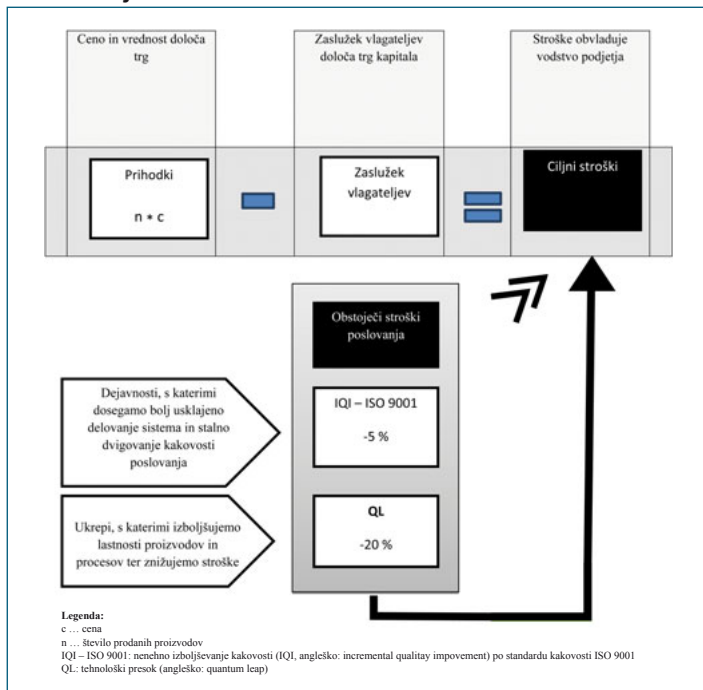 Ceno in vrednost določa
trg
Zaslužek vlagateljev
določa trg kapitala
Stroške obvladuje
vodstvo podjetja
Prihodki
n * c
Zaslužek
vlagateljev
Ciljni stroški
Obstoječi stroški
poslovanja
Dejavnosti, s katerimi
dosegamo bolj usklajeno
delovanje sistema in stalno
dvigovanje kakovosti
poslovanja
IQI – ISO 9001
-5 %
Ukrepi, s katerimi izboljšujemo
lastnosti proizvodov in
procesov ter znižujemo stroške
QL
-20 %
Legenda:
c … cena
n … število prodanih proizvodov
IQI – ISO 9001: nenehno izboljševanje kakovosti (IQI, angleško: incremental qualitay impovement) po standardu kakovosti ISO 9001
QL: tehnološki presok (angleško: quantum leap)